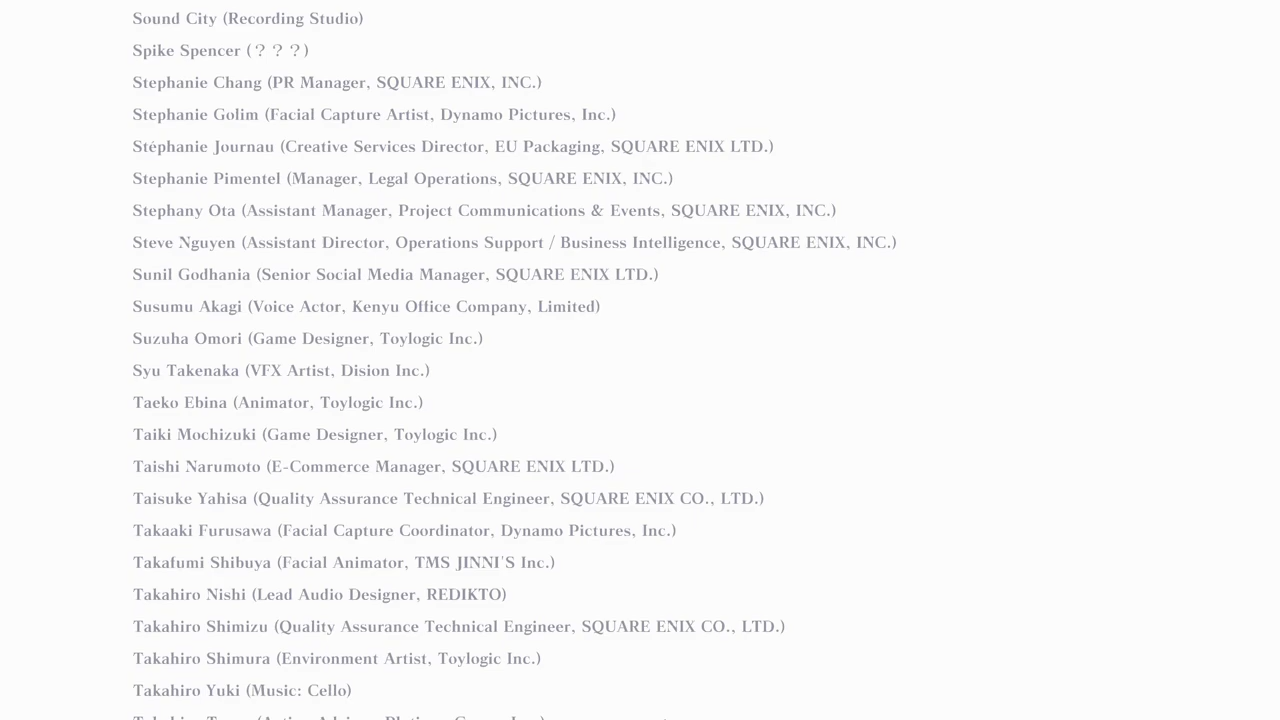 Sound City (Recording Studio)
Spike Spencer (？？？)
Stephanie Chang (PR Manager, SQUARE ENIX, INC.)
Stephanie Golim (Facial Capture Artist, Dynamo Pictures, Inc.)
Stéphanie Journau (Creative Services Director, EU Packaging, SQUARE ENIX LTD.)
Stephanie Pimentel (Manager, Legal Operations, SQUARE ENIX, INC.)
Stephany Ota (Assistant Manager, Project Communications & Events, SQUARE ENIX, INC.)
Steve Nguyen (Assistant Director, Operations Support / Business Intelligence, SQUARE ENIX, INC.)
Sunil Godhania (Senior Social Media Manager, SQUARE ENIX LTD.)
Susumu Akagi (Voice Actor, Kenyu Office Company, Limited)
Suzuha Omori (Game Designer, Toylogic Inc.)
Syu Takenaka (VFX Artist, Dision Inc.)
Taeko Ebina (Animator, Toylogic Inc.)
Taiki Mochizuki (Game Designer, Toylogic Inc.)
Taishi Narumoto (E-Commerce Manager, SQUARE ENIX LTD.)
Taisuke Yahisa (Quality Assurance Technical Engineer, SQUARE ENIX CO., LTD.)
Takaaki Furusawa (Facial Capture Coordinator, Dynamo Pictures, Inc.)
Takafumi Shibuya (Facial Animator, TMS JINNI'S Inc.)
Takahiro Nishi (Lead Audio Designer, REDIKTO)
Takahiro Shimizu (Quality Assurance Technical Engineer, SQUARE ENIX CO., LTD.)
Takahiro Shimura (Environment Artist, Toylogic Inc.)
Takahiro Yuki (Music: Cello)